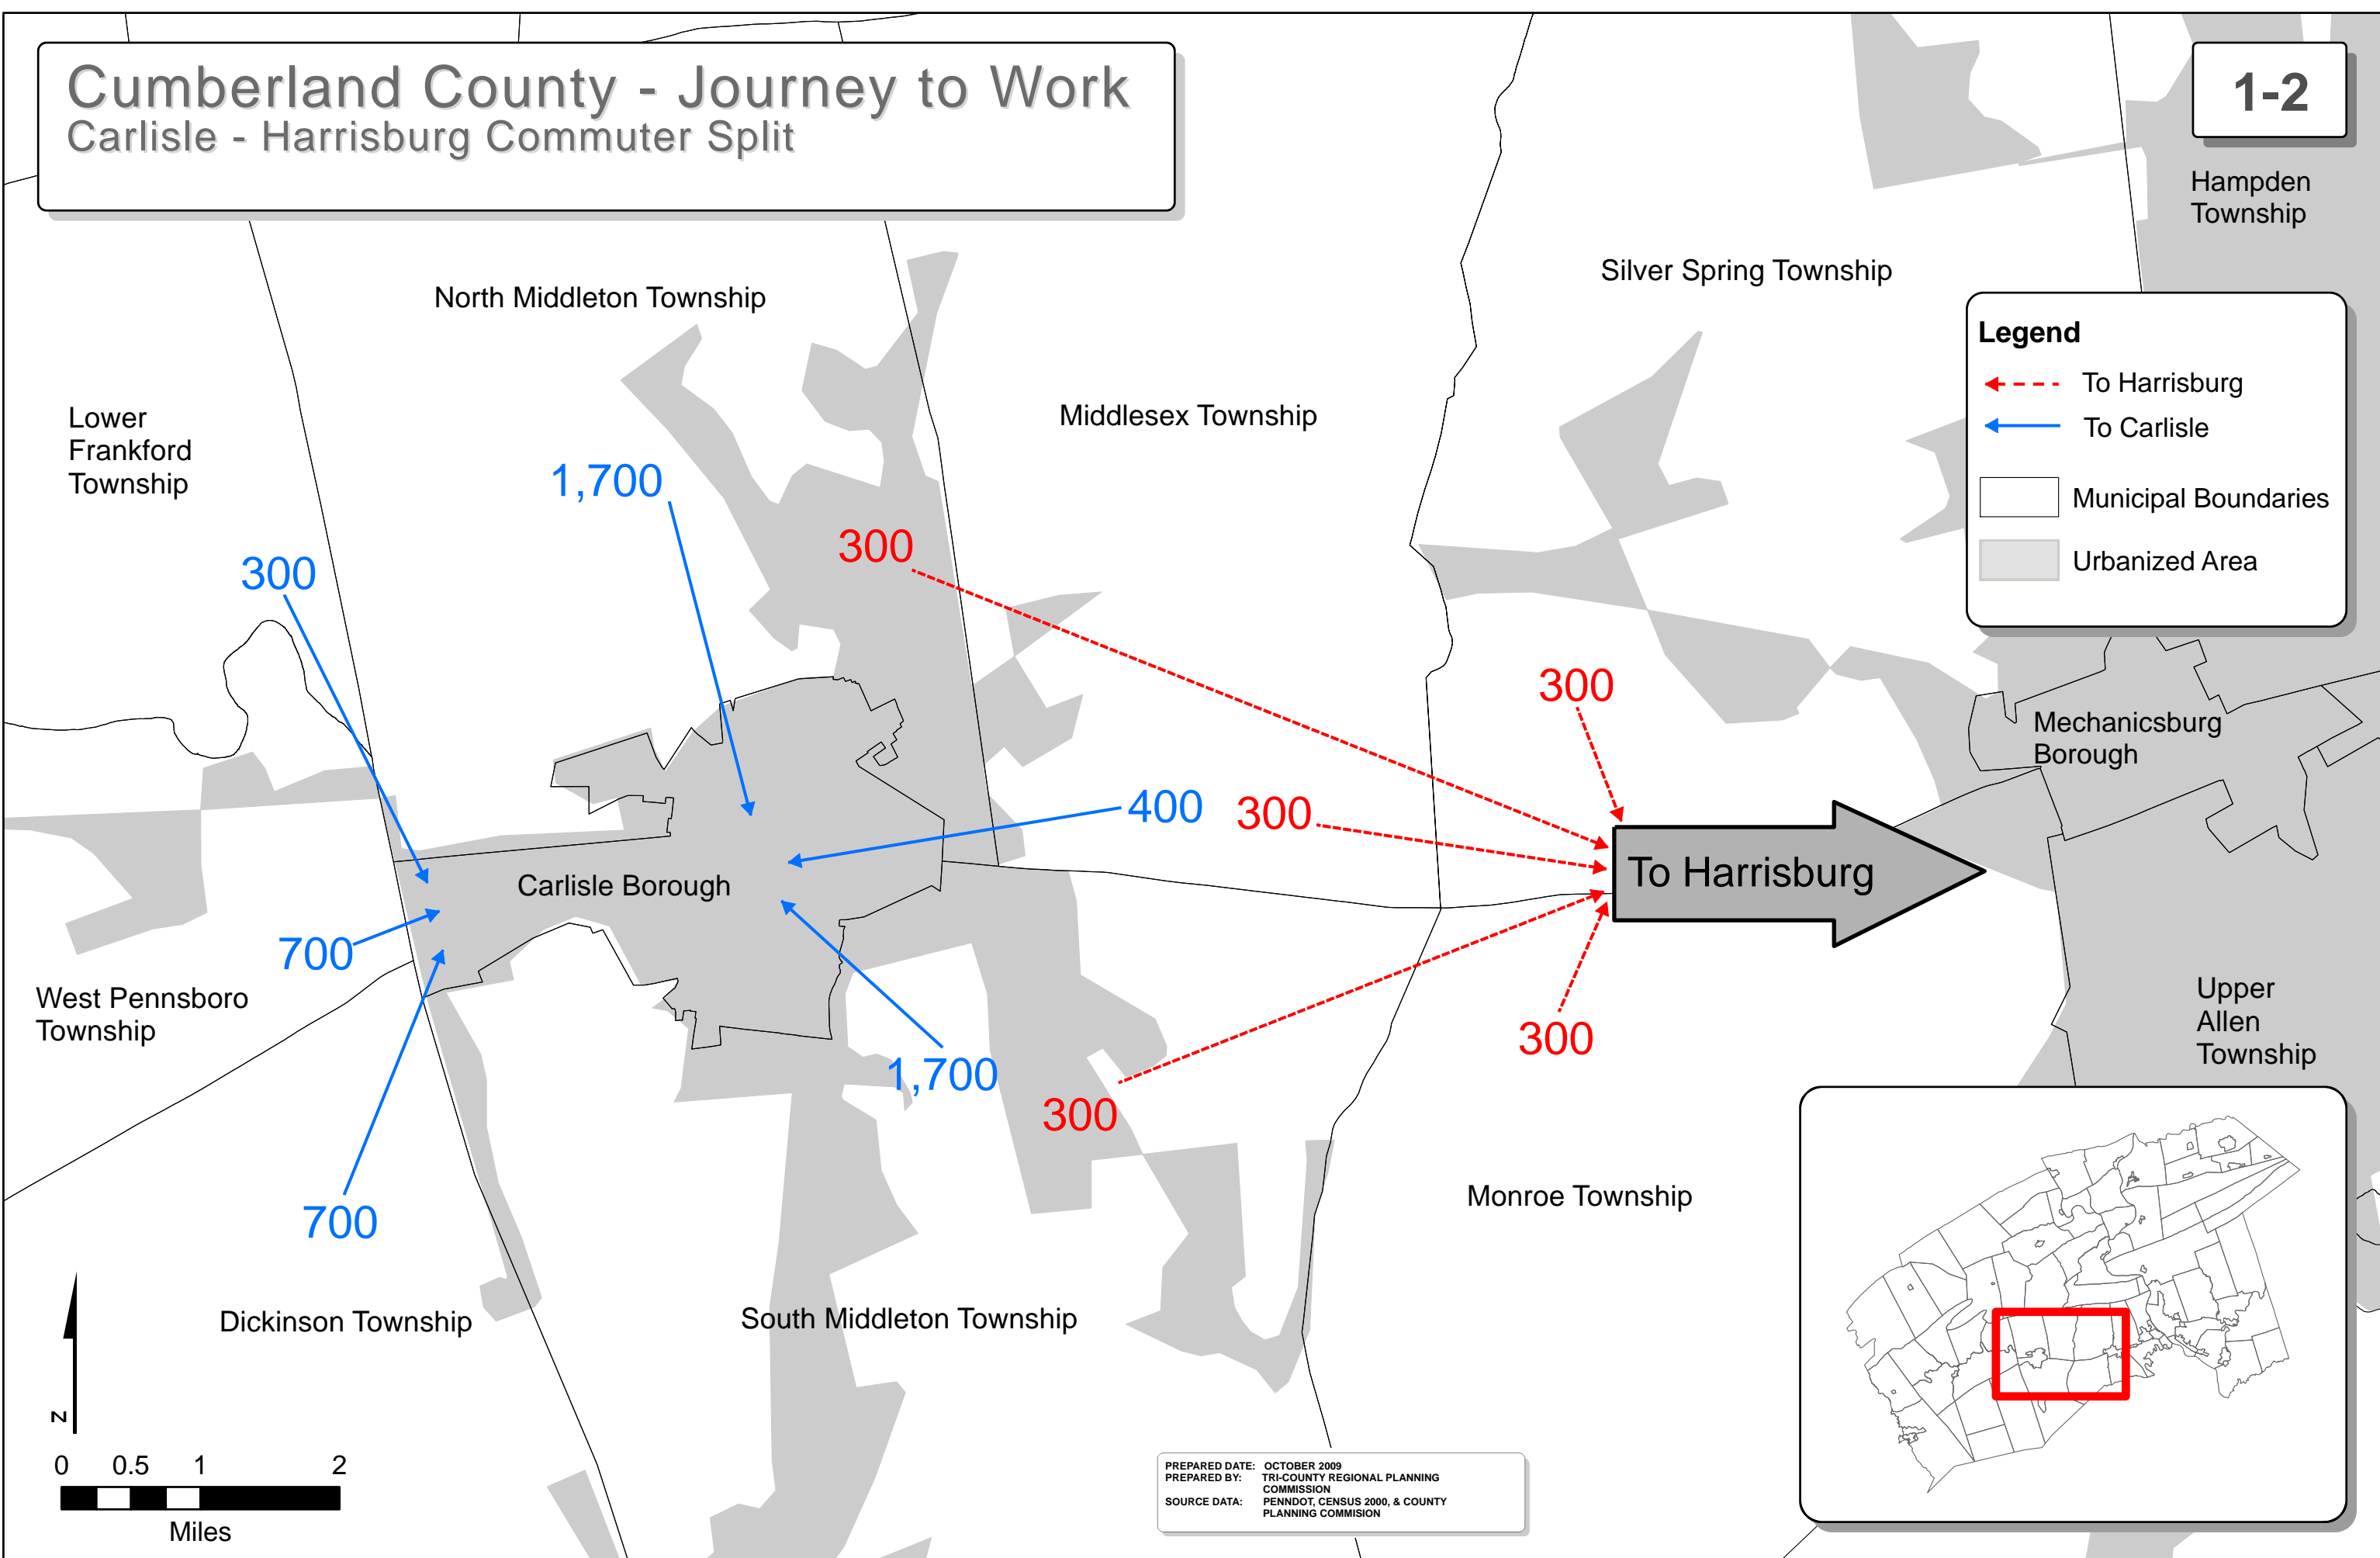 Cumberland County - Journey to Work
Carlisle - Harrisburg Commuter Split
1-2
Hampden
Township
Silver Spring Township
North Middleton Township
Legend
To Harrisburg
To Carlisle
Municipal Boundaries
Urbanized Area
Lower
Frankford
Township
Middlesex Township
1,700
300
300
300
Mechanicsburg
Borough
400
300
To Harrisburg
Carlisle Borough
700
West Pennsboro
Township
Upper
Allen
Township
300
1,700
300
700
Monroe Township
Dickinson Township
South Middleton Township
N
0 0.5 1 2
Miles
PREPARED DATE: OCTOBER 2009
PREPARED BY: TRI-COUNTY REGIONAL PLANNING
COMMISSION
SOURCE DATA: PENNDOT, CENSUS 2000, & COUNTY
PLANNING COMMISION